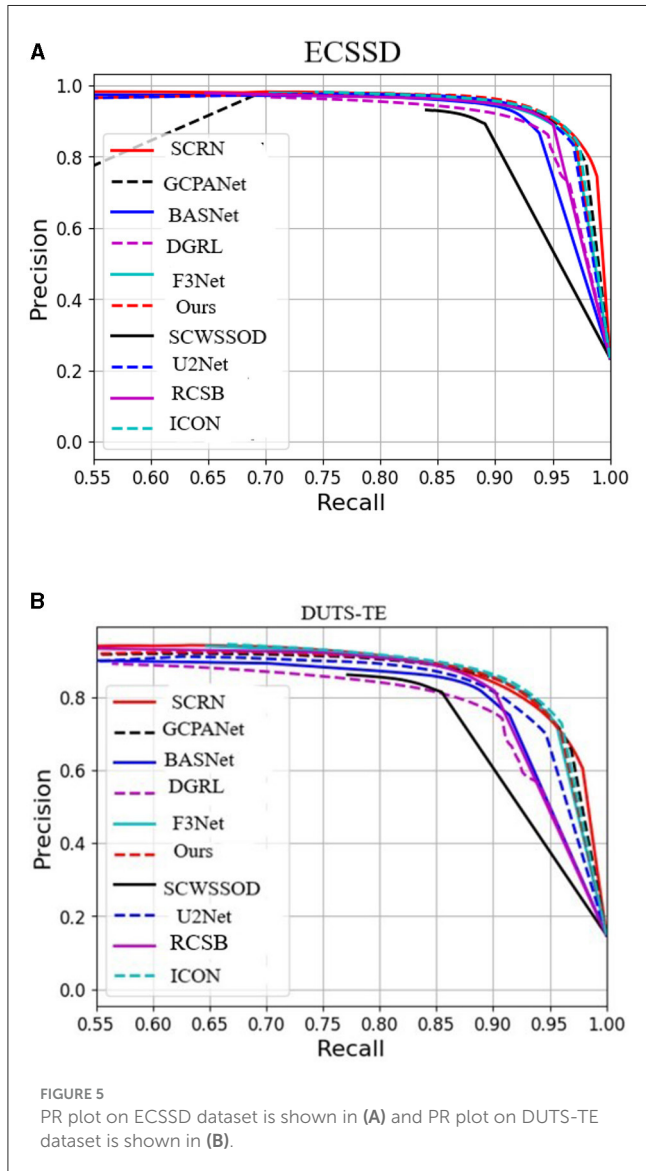 A
ECSSD
1.0
0.8
0.6
0.4
0.2
0.0
Precision
SCRN
GCPANet
BASNet
DGRL
F3Net
Ours
SCWSSOD
U2Net
RCSB
ICON
0.55 0.60 0.65 0.70 0.75 0.80 0.85 0.90 0.95 1.00
Recall
B
DUTS-TE
0.8
0.6
0.4
0.2
0.0
Precision
SCRN
GCPANet
BASNet
DGRL
F3Net
Ours
SCWSSOD
U2Net
RCSB
ICON
0.55 0.60 0.65 0.70 0.75 0.80 0.85 0.90 0.95 1.00
Recall
FIGURE 5
PR plot on ECSSD dataset is shown in (A) and PR plot on DUTS-TE
dataset is shown in (B).